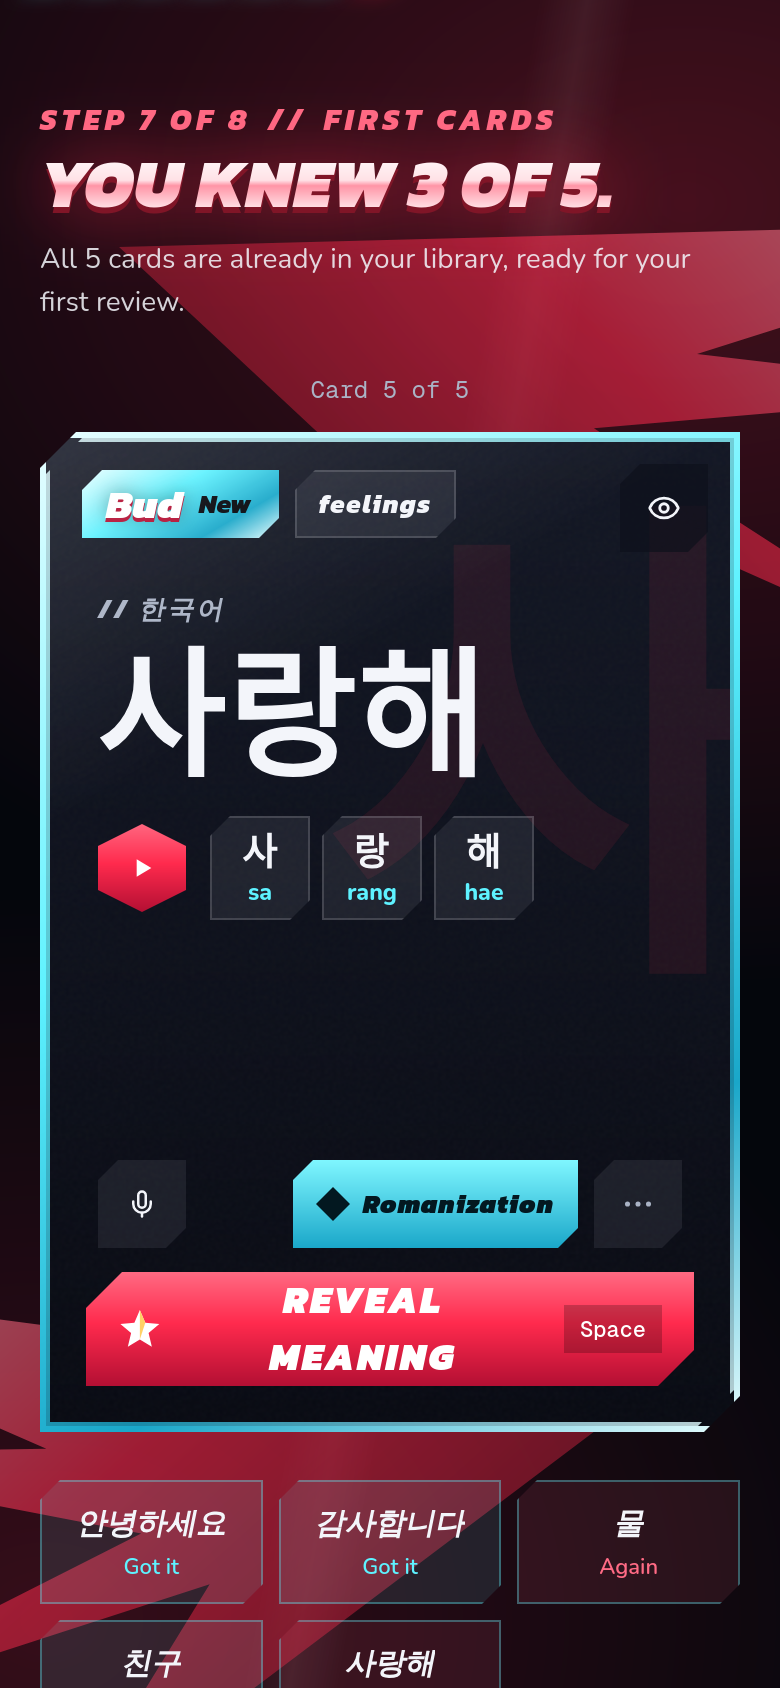 STEP 7 OF 8 // FIRST CARDS
YOU KNEW 3 OF 5.
All 5 cards are already in your library, ready for your
first review.
Card 5 of 5
Bud New
feelings
// 한국어
사랑해
사 랑 해
sa rang hae
Romanization
REVEAL
MEANING
Space
안녕하세요 감사합니다 물
Got it Got it Again
친구 사랑해